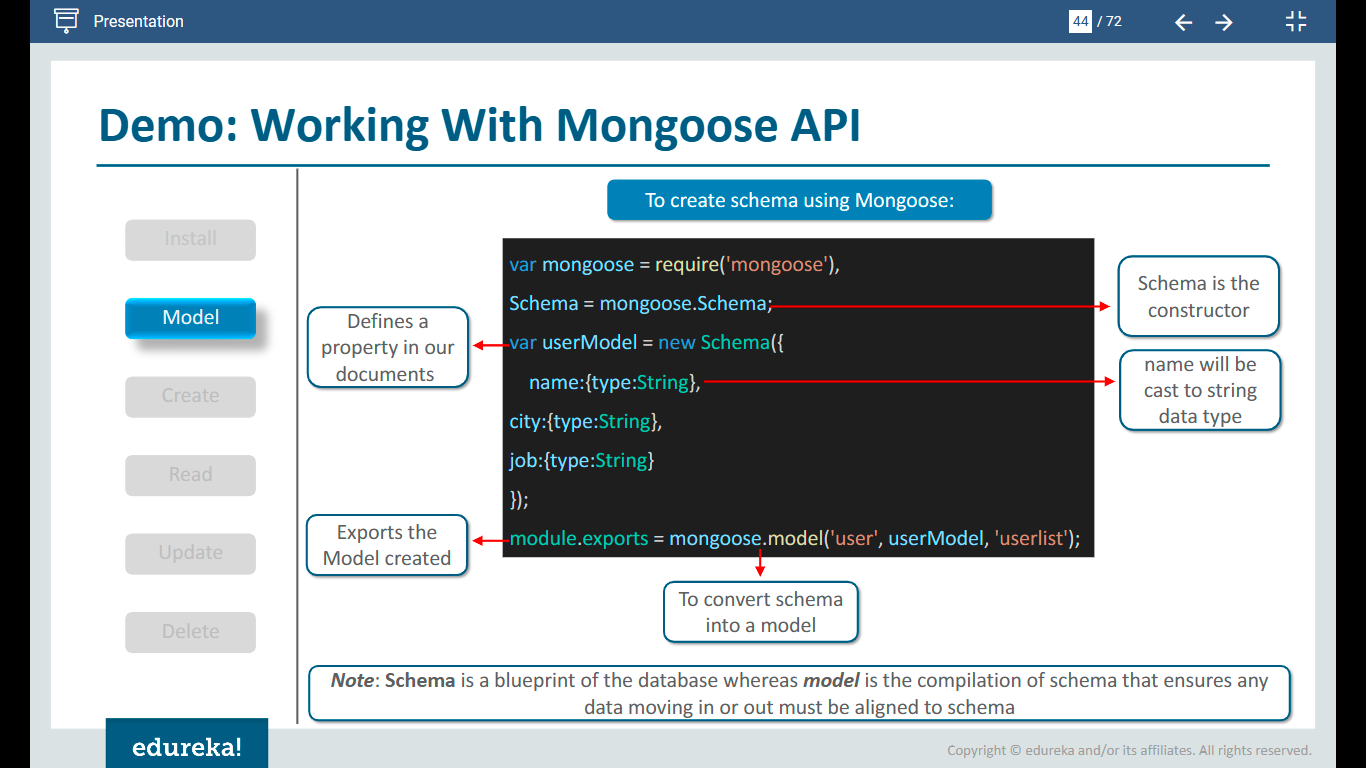 Presentation
44 / 72
Demo: Working With Mongoose API
Install
Model
Create
Read
Update
Delete
To create schema using Mongoose:
var mongoose = require('mongoose'),
Schema = mongoose.Schema;
var userModel = new Schema({
name:{type:String},
city:{type:String},
job:{type:String}
});
module.exports = mongoose.model('user', userModel, 'userlist');
Defines a
property in our
documents
Exports the
Model created
Schema is the
constructor
name will be
cast to string
data type
To convert schema
into a model
Note: Schema is a blueprint of the database whereas model is the compilation of schema that ensures any
data moving in or out must be aligned to schema
edureka!
Copyright © edureka and/or its affiliates. All rights reserved.